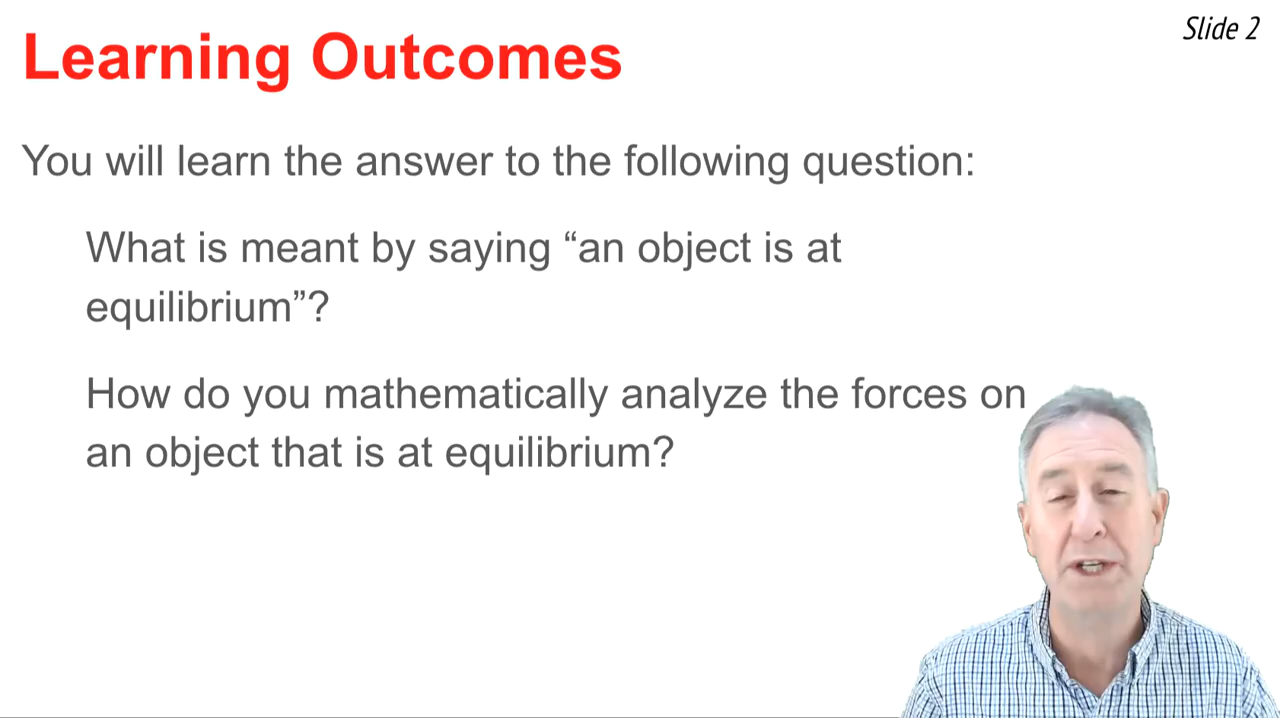 Slide 2
Learning Outcomes
You will learn the answer to the following question:
What is meant by saying “an object is at
equilibrium”?
How do you mathematically analyze the forces on
an object that is at equilibrium?